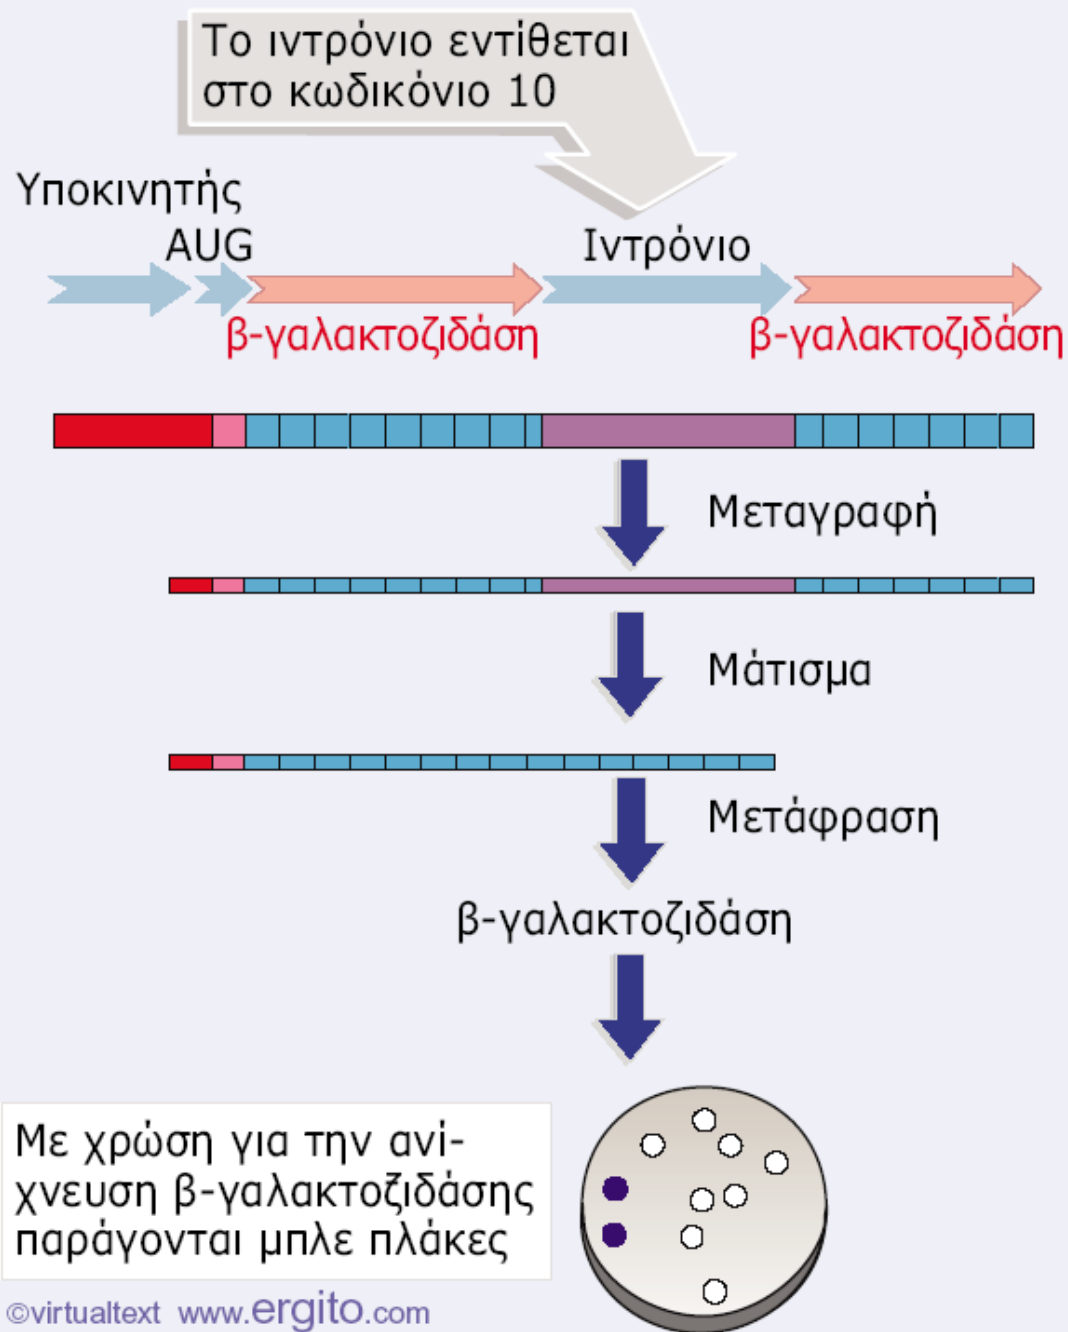 Το ιντρόνιο εντίθεται
στο κωδικόνιο 10
Υποκινητής
AUG
Ιντρόνιο
β-γαλακτοζιδάση
β-γαλακτοζιδάση
Μεταγραφή
Μάτισμα
Μετάφραση
β-γαλακτοζιδάση
Με χρώση για την ανί-
χνευση β-γαλακτοζιδάσης
παράγονται μπλε πλάκες
©virtualtext www.ergito.com